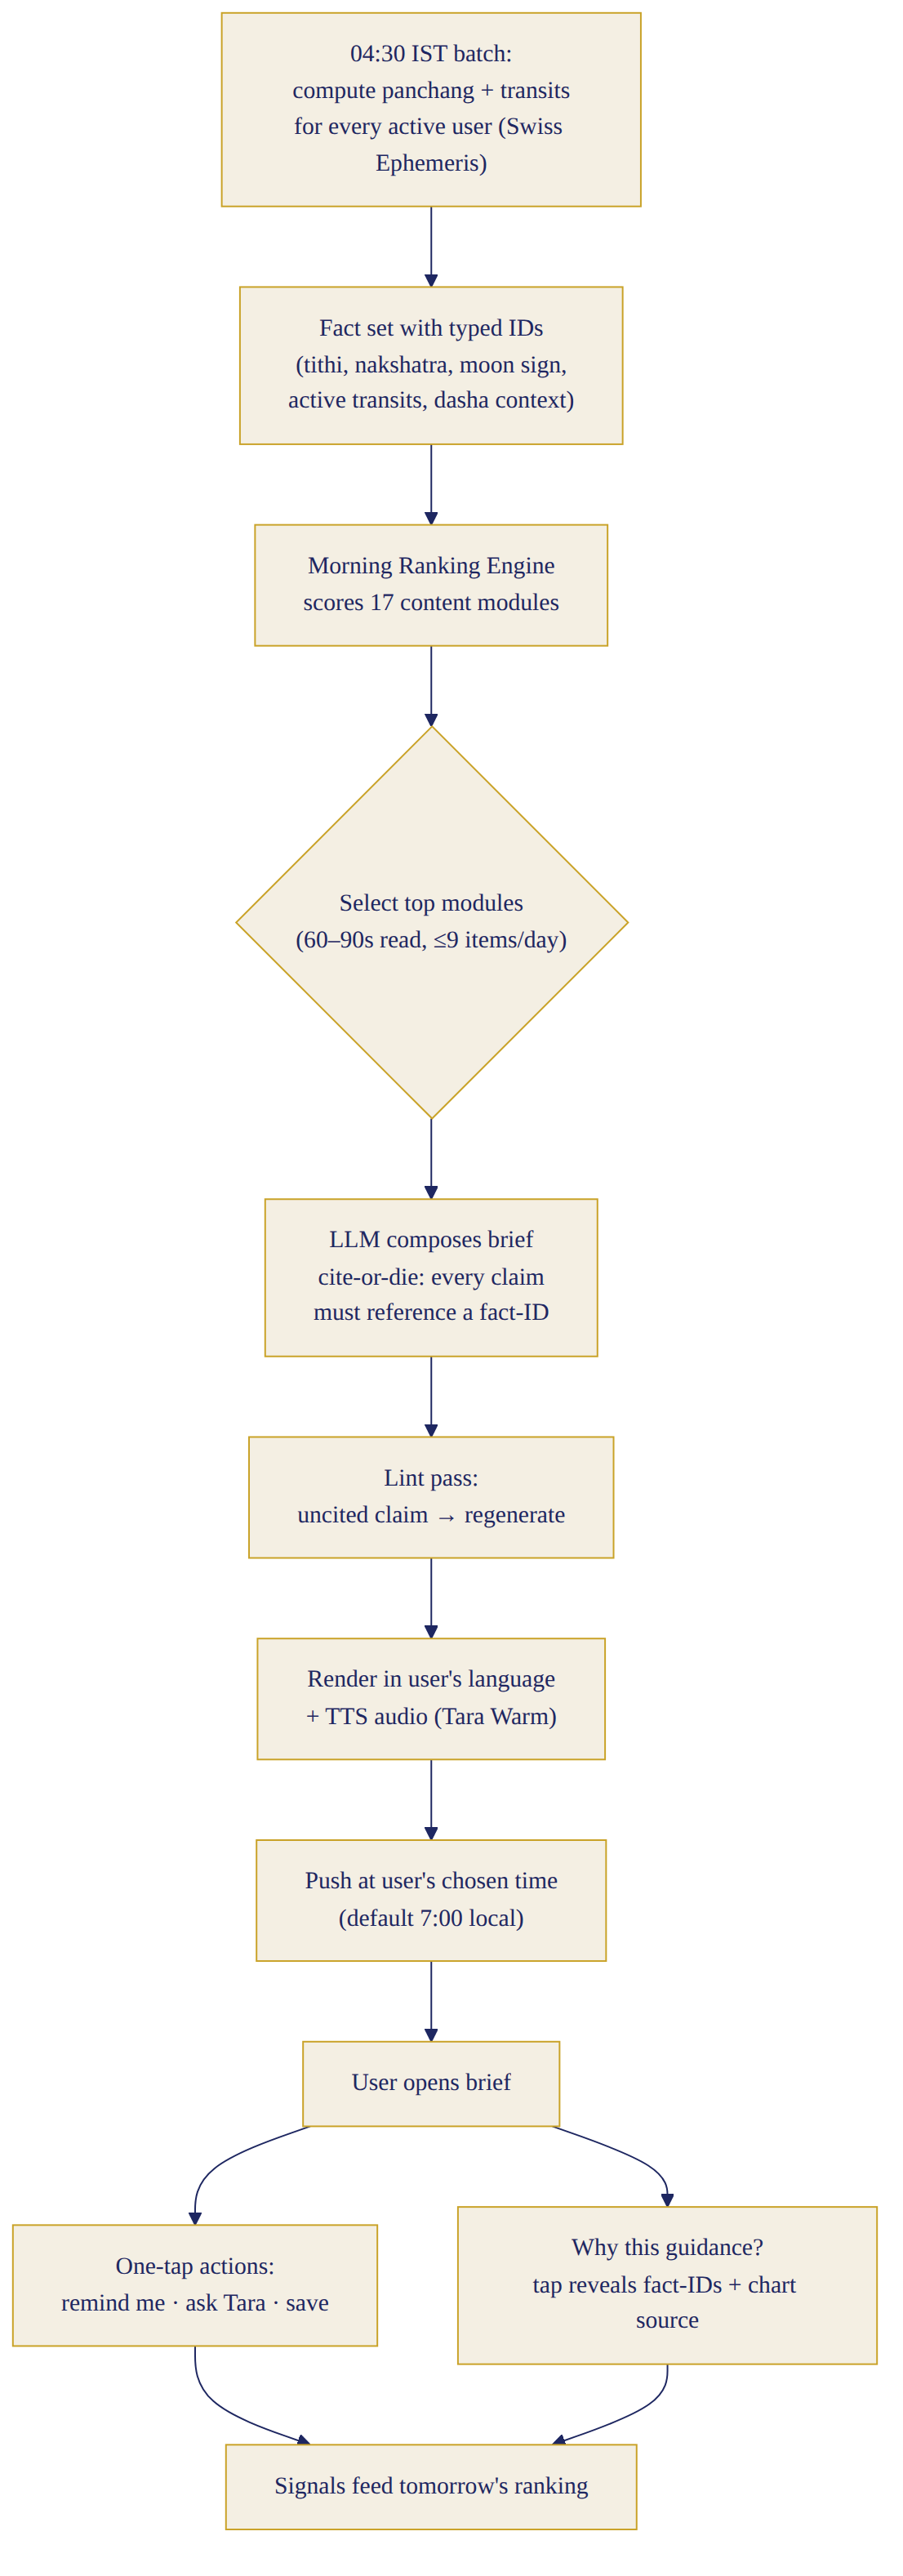 04:30 IST batch:
compute panchang + transits
for every active user (Swiss
Ephemeris)
Fact set with typed IDs
(tithi, nakshatra, moon sign,
active transits, dasha context)
Morning Ranking Engine
scores 17 content modules
Select top modules
(60–90s read, ≤9 items/day)
LLM composes brief
cite-or-die: every claim
must reference a fact-ID
Lint pass:
uncited claim → regenerate
Render in user's language
+ TTS audio (Tara Warm)
Push at user's chosen time
(default 7:00 local)
User opens brief
One-tap actions:
remind me · ask Tara · save
Why this guidance?
tap reveals fact-IDs + chart
source
Signals feed tomorrow's ranking